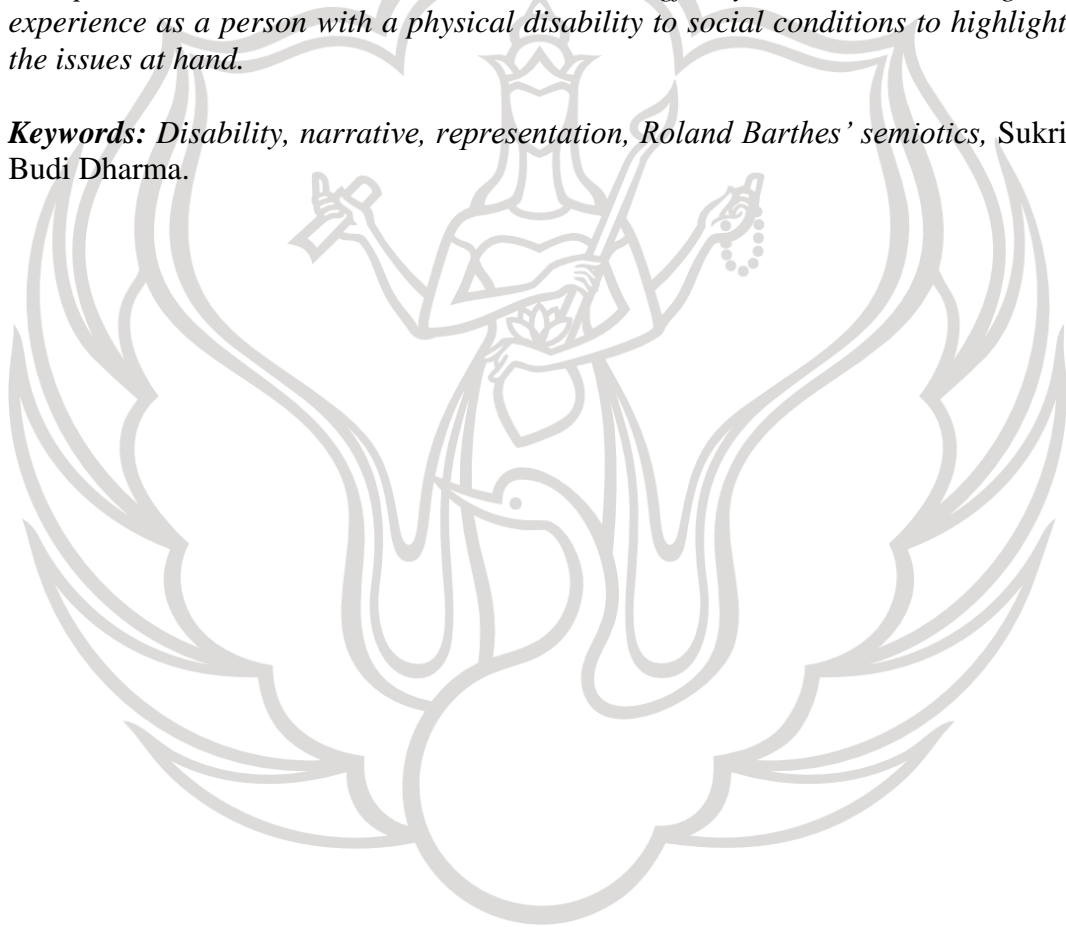 experience as a person with a physical disability to social conditions to highlight
the issues at hand.
Keywords: Disability, narrative, representation, Roland Barthes’ semiotics, Sukri
Budi Dharma.